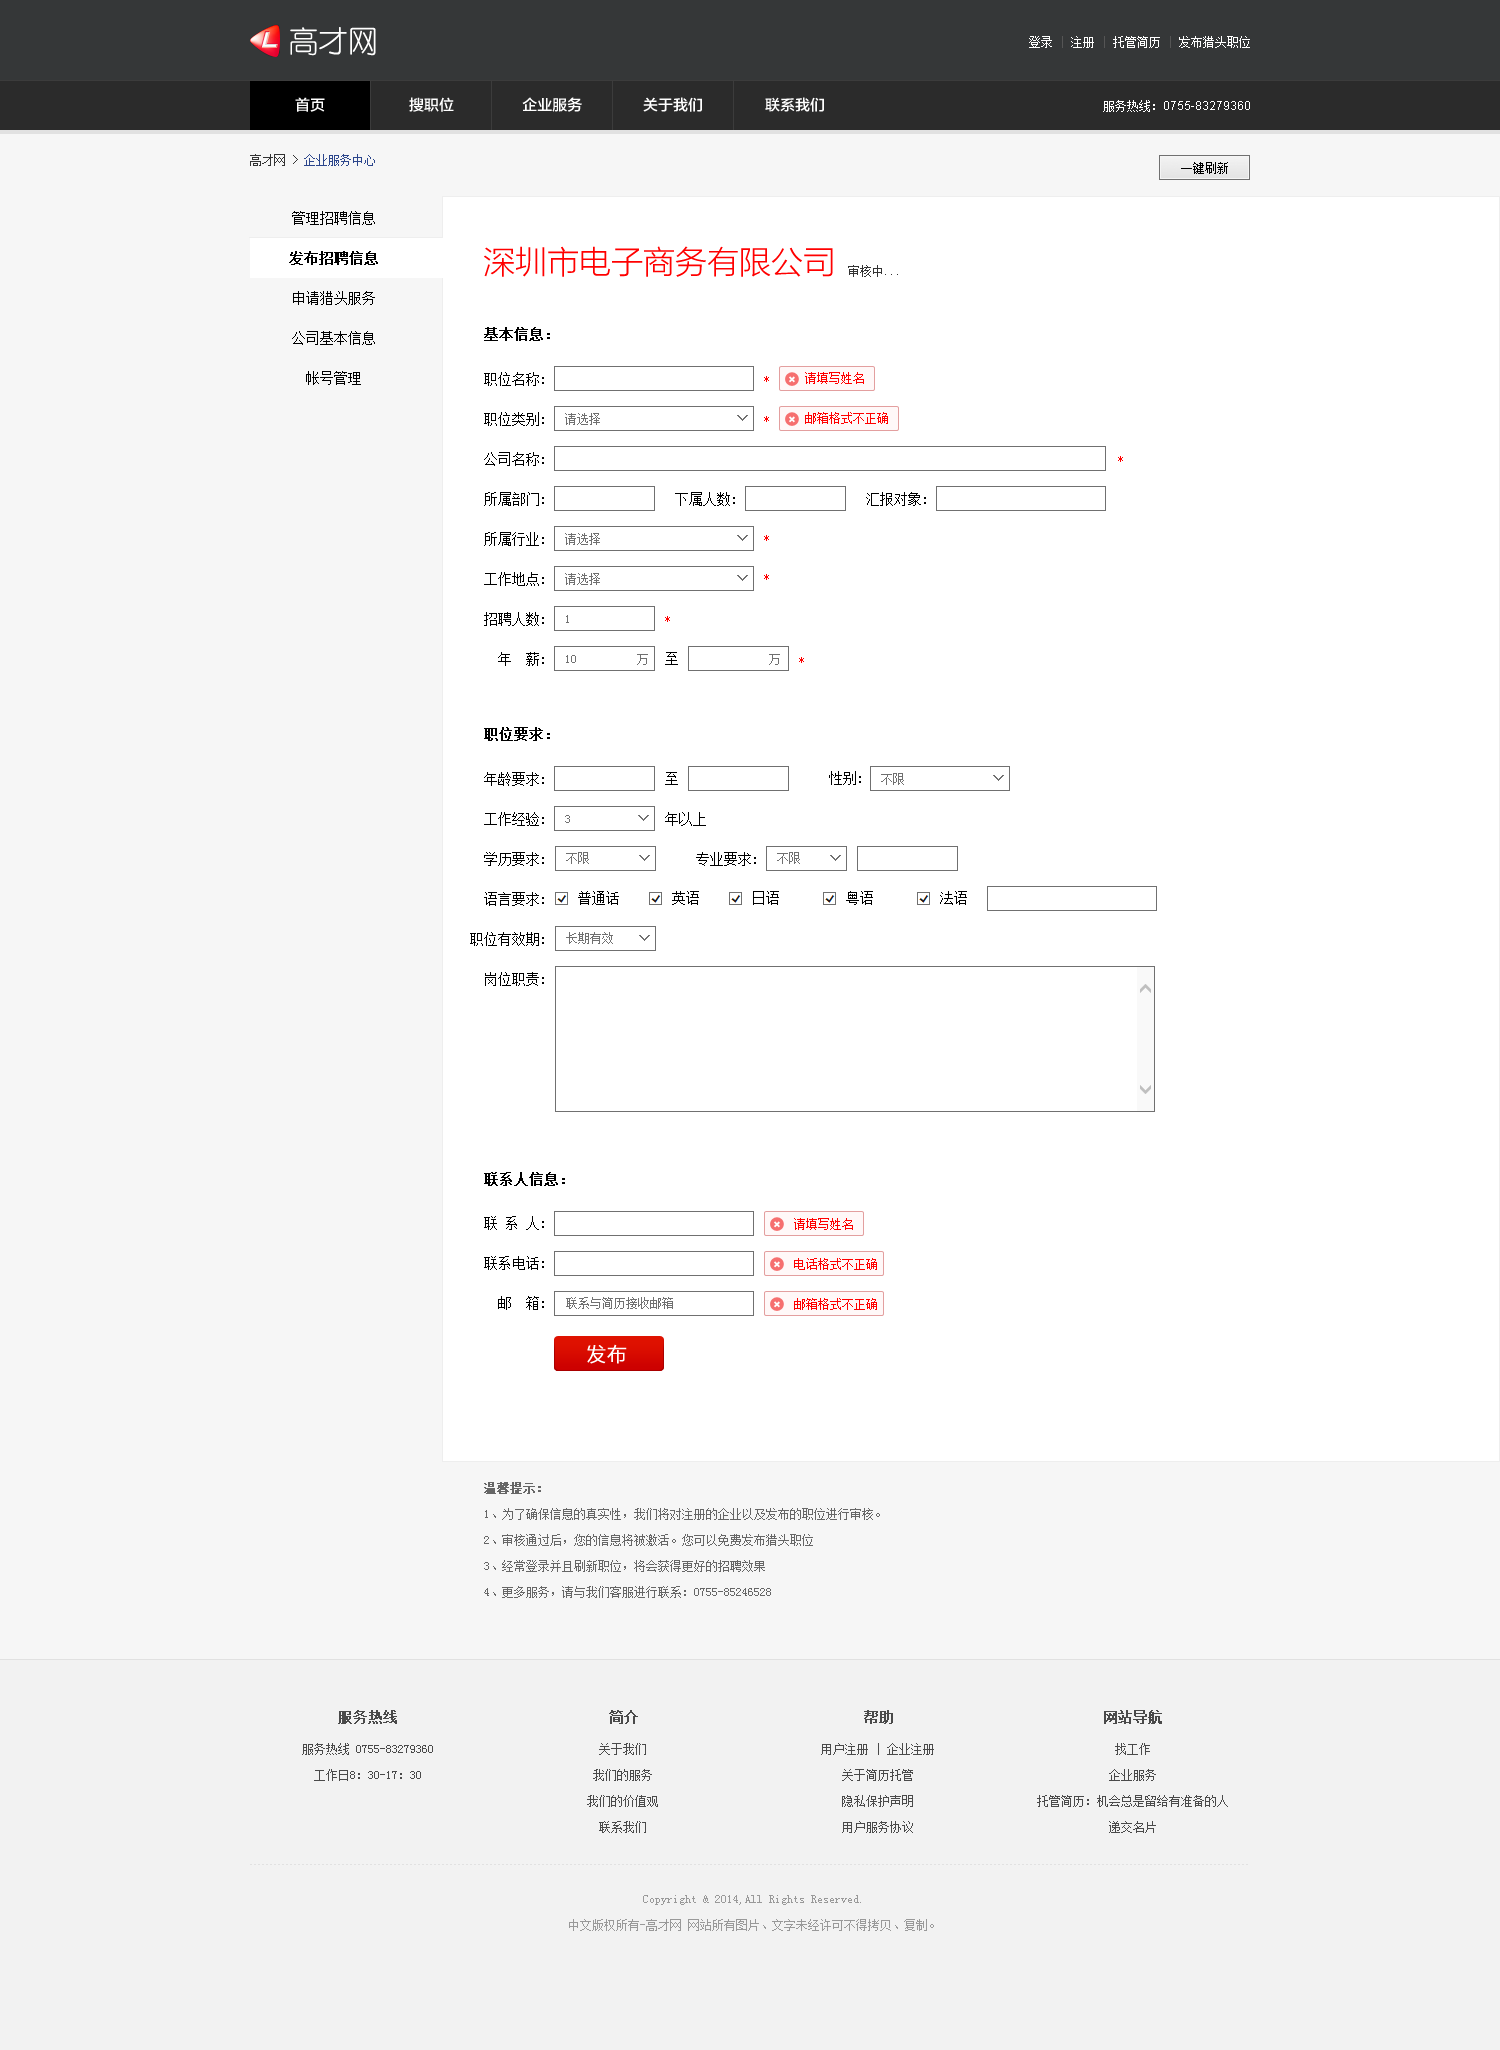 高才网
登录 | 注册 | 托管简历 | 发布猎头职位
首页 搜职位 企业服务 关于我们 联系我们 服务热线：0755-83279360
高才网 > 企业服务中心
一键刷新
管理招聘信息
发布招聘信息
申请猎头服务
公司基本信息
帐号管理
深圳市电子商务有限公司 审核中...
基本信息：
职位名称： * 请填写姓名
职位类别： 请选择 * 邮箱格式不正确
公司名称： *
所属部门： 下属人数： 汇报对象：
所属行业： 请选择 *
工作地点： 请选择 *
招聘人数： 1 *
年 薪： 10 万 至 万 *
职位要求：
年龄要求： 至 性别： 不限
工作经验： 3 年以上
学历要求： 不限 专业要求： 不限
语言要求： 普通话 英语 日语 粤语 法语
职位有效期： 长期有效
岗位职责：
联系人信息：
联 系 人： 请填写姓名
联系电话： 电话格式不正确
邮 箱： 联系与简历接收邮箱 邮箱格式不正确
发布
温馨提示：
1、为了确保信息的真实性，我们将对注册的企业以及发布的职位进行审核。
2、审核通过后，您的信息将被激活。您可以免费发布猎头职位
3、经常登录并且刷新职位，将会获得更好的招聘效果
4、更多服务，请与我们客服进行联系：0755-85246528
服务热线 简介 帮助 网站导航
服务热线 0755-83279360 关于我们 用户注册 | 企业注册 找工作
工作日8：30-17：30 我们的服务 关于简历托管 企业服务
我们的价值观 隐私保护声明 托管简历：机会总是留给有准备的人
联系我们 用户服务协议 递交名片
Copyright & 2014,All Rights Reserved.
中文版权所有-高才网 网站所有图片、文字未经许可不得拷贝、复制。